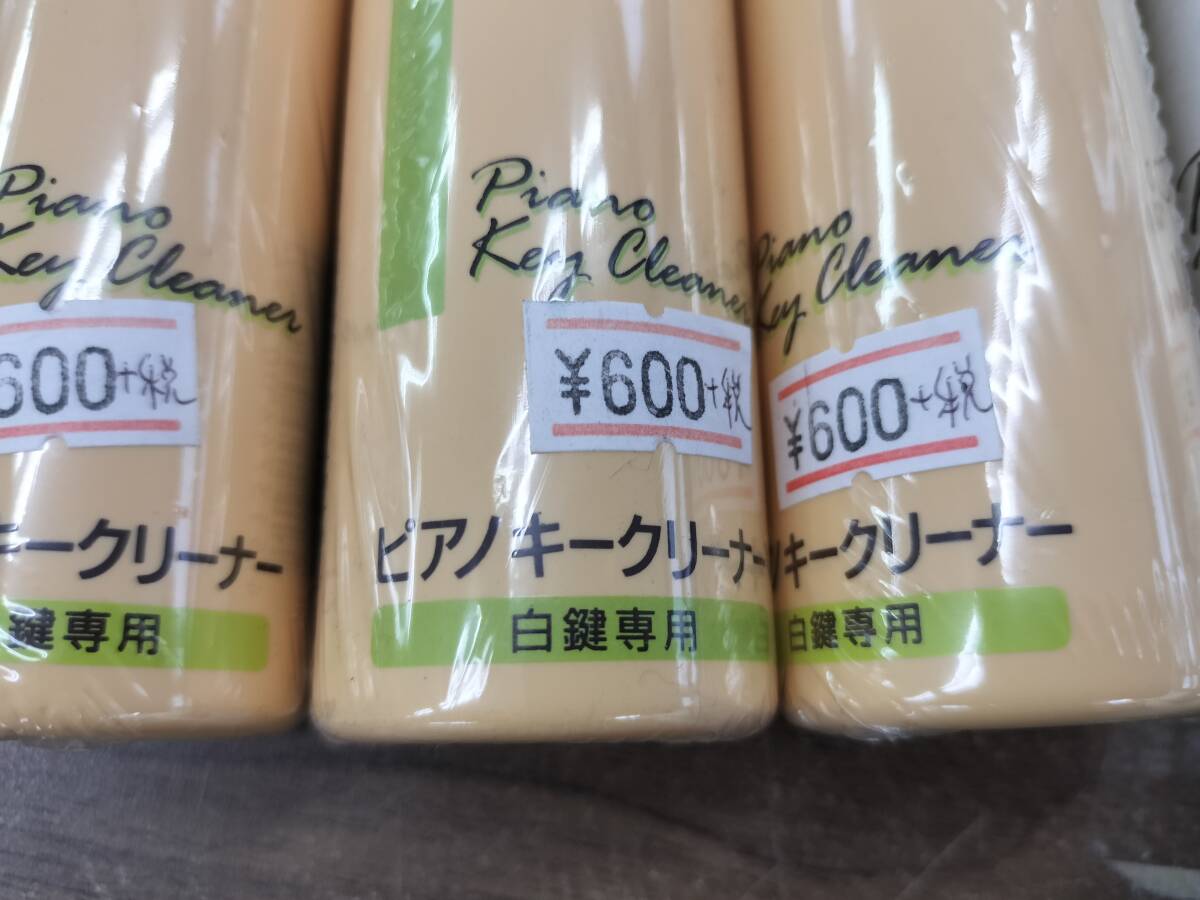 Piano
Key Cleaner
600+税
キークリーナー
鍵専用
Piano
Key Cleaner
¥600+税
ピアノキークリーナー
白鍵専用
Piano
Key Cleaner
¥600+税
ノキークリーナー
白鍵専用